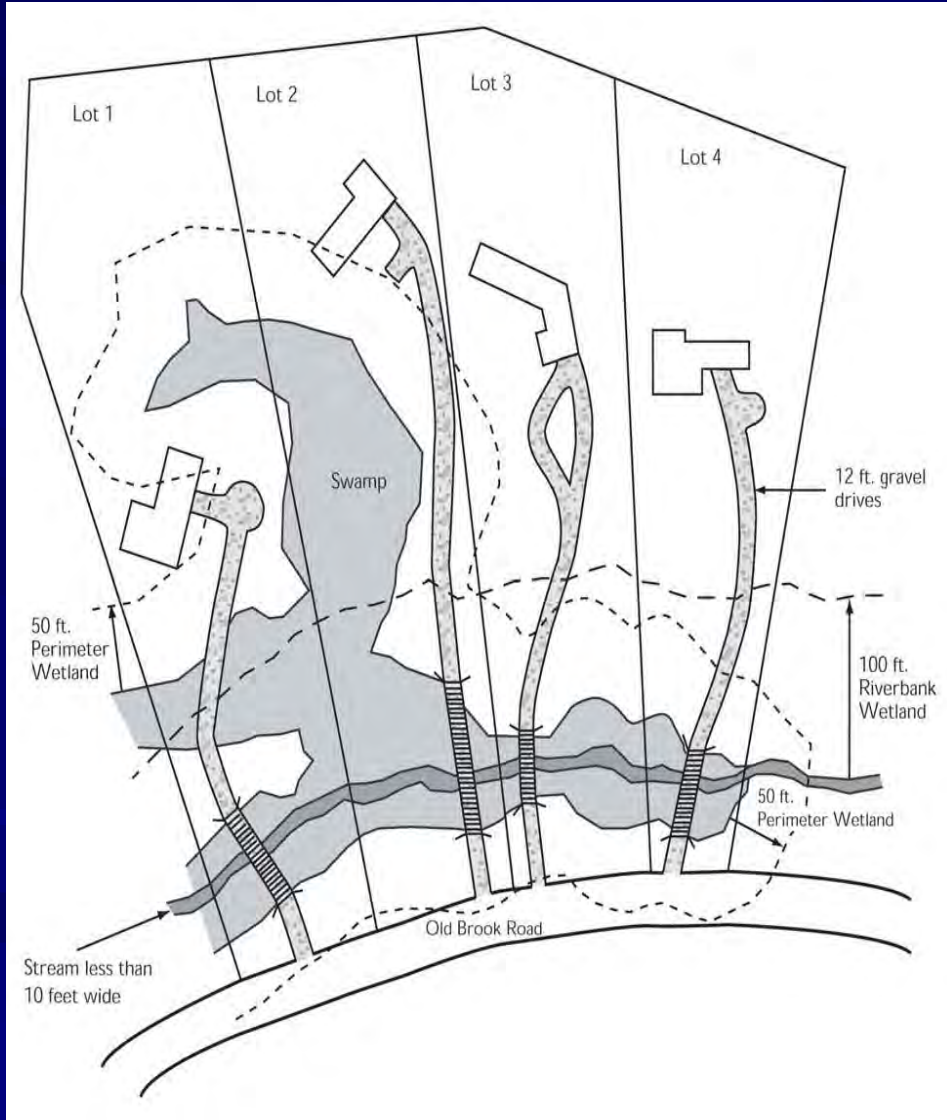 Lot 1
Lot 2
Lot 3
Lot 4
Swamp
12 ft. gravel
drives
50 ft.
Perimeter
Wetland
100 ft.
Riverbank
Wetland
50 ft.
Perimeter Wetland
Old Brook Road
Stream less than
10 feet wide